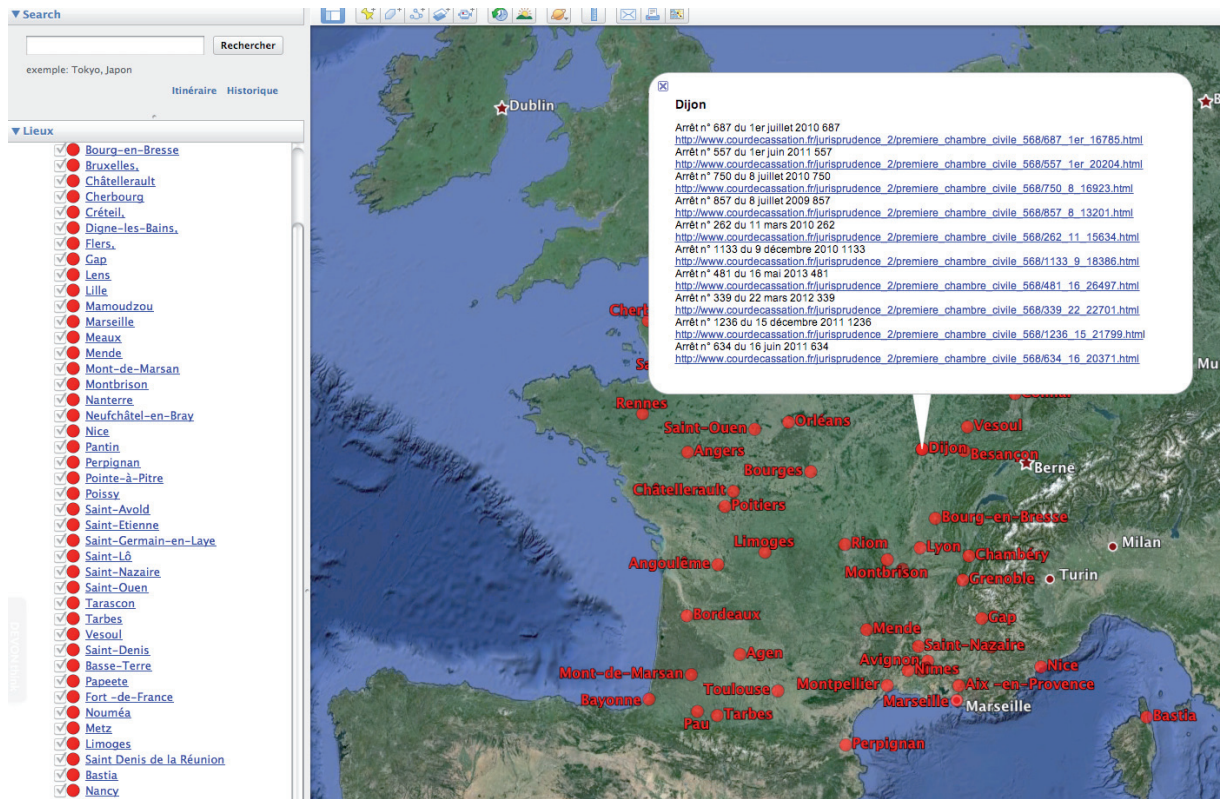 Search
Rechercher
exemple: Tokyo, Japon
Itinéraire Historique
Lieux
Bourg-en-Bresse
Bruxelles,
Châtellerault
Cherbourg
Créteil,
Digne-les-Bains,
Flers,
Gap
Lens
Lille
Mamoudzou
Marseille
Meaux
Mende
Mont-de-Marsan
Montbrison
Nanterre
Neufchâtel-en-Bray
Nice
Pantin
Perpignan
Pointe-à-Pitre
Poissy
Saint-Avold
Saint-Etienne
Saint-Germain-en-Laye
Saint-Lô
Saint-Nazaire
Saint-Ouen
Tarascon
Tarbes
Vesoul
Saint-Denis
Basse-Terre
Papeete
Fort -de-France
Nouméa
Metz
Limoges
Saint Denis de la Réunion
Bastia
Nancy
Dublin
Dijon
Arrêt n° 687 du 1er juillet 2010 687
http://www.courdecassation.fr/jurisprudence_2/premiere_chambre_civile_568/687_1er_16785.html
Arrêt n° 557 du 1er juin 2011 557
http://www.courdecassation.fr/jurisprudence_2/premiere_chambre_civile_568/557_1er_20204.html
Arrêt n° 750 du 8 juillet 2010 750
http://www.courdecassation.fr/jurisprudence_2/premiere_chambre_civile_568/750_8_16923.html
Arrêt n° 857 du 8 juillet 2009 857
http://www.courdecassation.fr/jurisprudence_2/premiere_chambre_civile_568/857_8_13201.html
Arrêt n° 262 du 11 mars 2010 262
http://www.courdecassation.fr/jurisprudence_2/premiere_chambre_civile_568/262_11_15634.html
Arrêt n° 1133 du 9 décembre 2010 1133
http://www.courdecassation.fr/jurisprudence_2/premiere_chambre_civile_568/1133_9_18386.html
Arrêt n° 481 du 16 mai 2013 481
http://www.courdecassation.fr/jurisprudence_2/premiere_chambre_civile_568/481_16_26497.html
Arrêt n° 339 du 22 mars 2012 339
http://www.courdecassation.fr/jurisprudence_2/premiere_chambre_civile_568/339_22_22701.html
Arrêt n° 1236 du 15 décembre 2011 1236
http://www.courdecassation.fr/jurisprudence_2/premiere_chambre_civile_568/1236_15_21799.html
Arrêt n° 634 du 16 juin 2011 634
http://www.courdecassation.fr/jurisprudence_2/premiere_chambre_civile_568/634_16_20371.html
Rennes
Orléans
Saint-Ouen
Vesoul
Angers
Dijon
Besançon
Berne
Bourges
Châtellerault
Poitiers
Bourg-en-Bresse
Limoges
Riom
Lyon
Milan
Chambéry
Angoulême
Montbrison
Grenoble
Turin
Bordeaux
Gap
Mende
Saint-Nazaire
Agen
Avignon
Nîmes
Nice
Mont-de-Marsan
Toulouse
Montpellier
Aix -en-Provence
Bayonne
Marseille
Marseille
Pau
Tarbes
Bastia
Perpignan